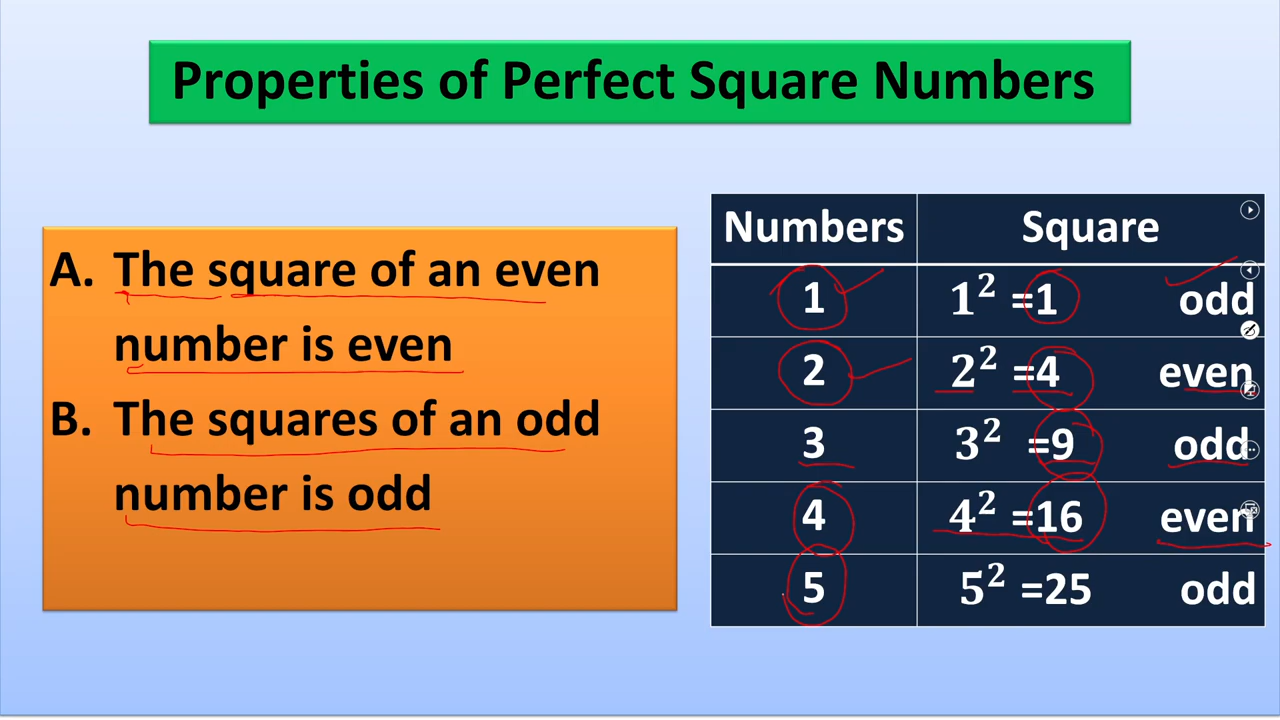 Properties of Perfect Square Numbers
A. The square of an even
number is even
B. The squares of an odd
number is odd
Numbers Square
1 1² =1 odd
2 2² =4 even
3 3² =9 odd
4 4² =16 even
5 5² =25 odd